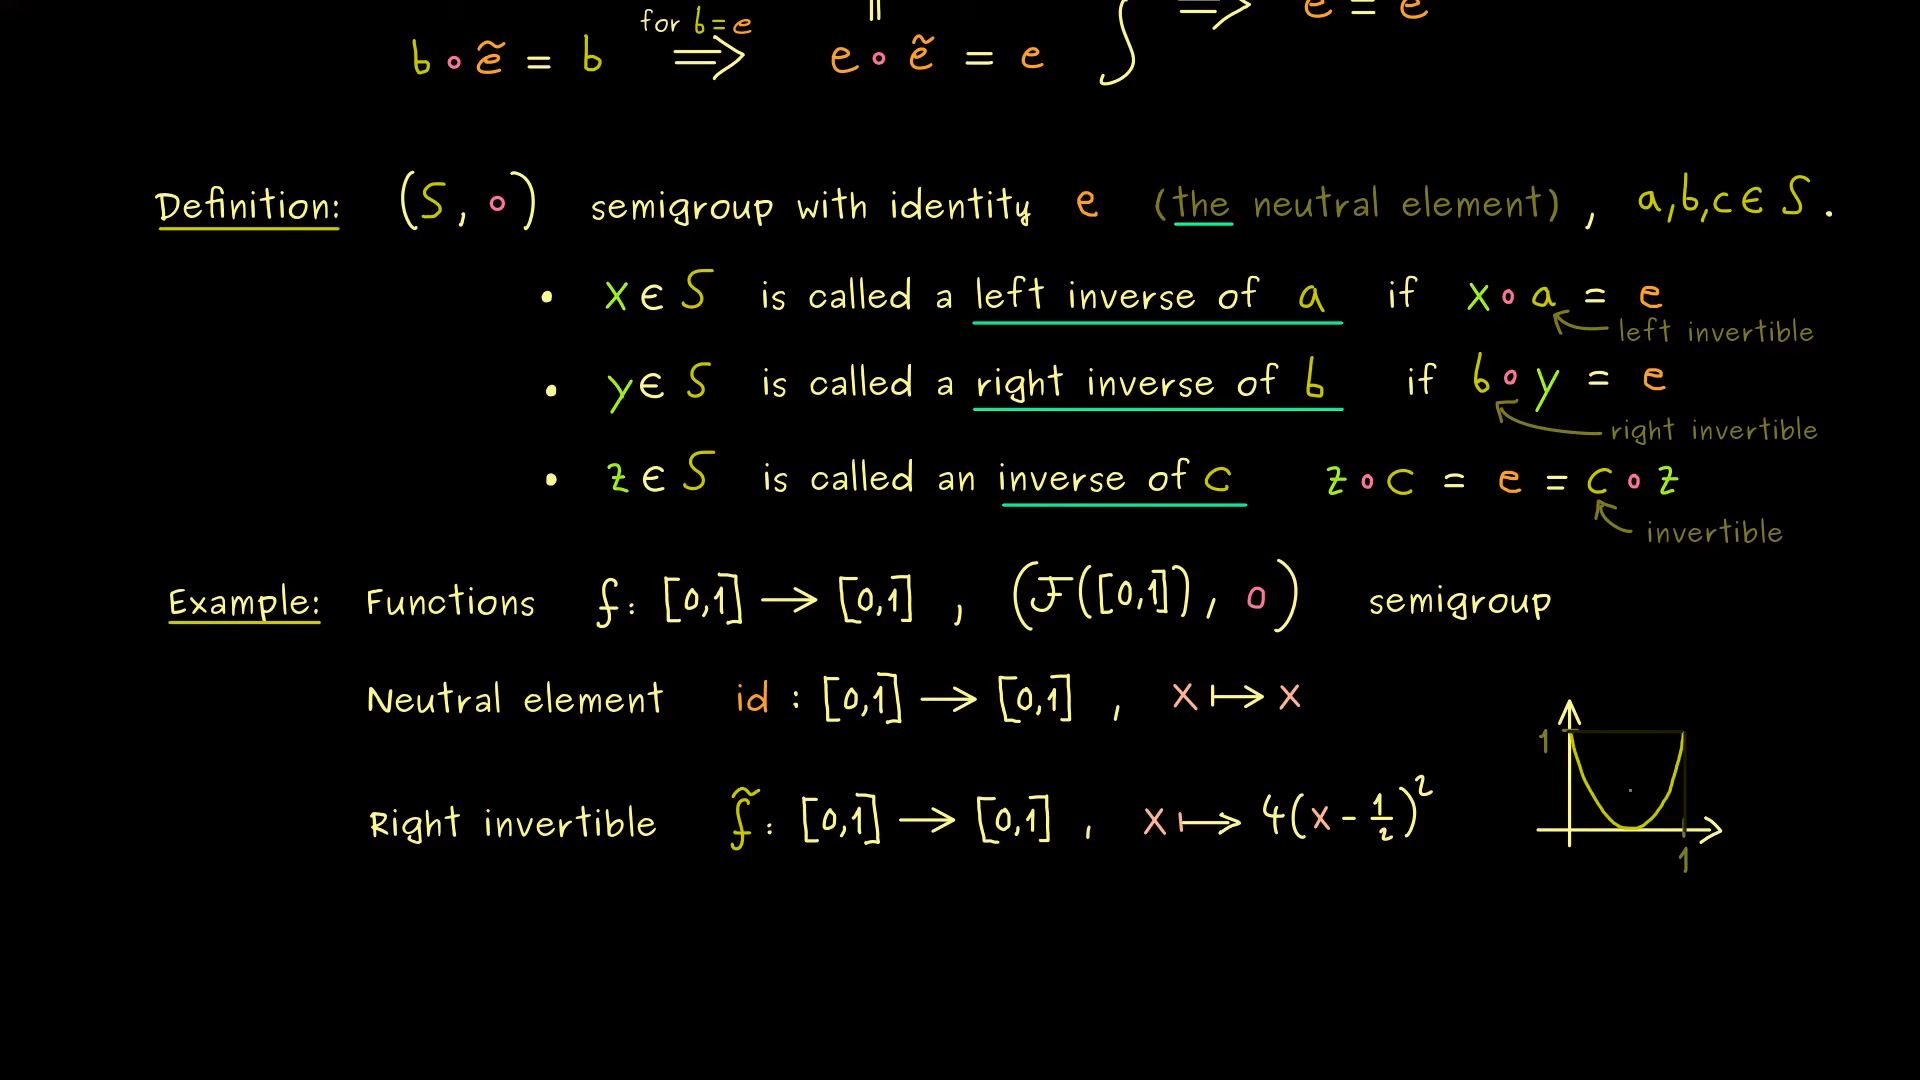 for b = e
b ∘ ẽ = b ⟹ e ∘ ẽ = e ⟹ e = e
Definition: (S, ∘) semigroup with identity e (the neutral element), a,b,c ∈ S.
• x ∈ S is called a left inverse of a if x ∘ a = e
left invertible
• y ∈ S is called a right inverse of b if b ∘ y = e
right invertible
• z ∈ S is called an inverse of c z ∘ c = e = c ∘ z
invertible
Example: Functions f: [0,1] → [0,1], (ℱ([0,1]), ∘) semigroup
Neutral element id : [0,1] → [0,1], x ↦ x
Right invertible f̃: [0,1] → [0,1], x ↦ 4(x - 1/2)²
1
1